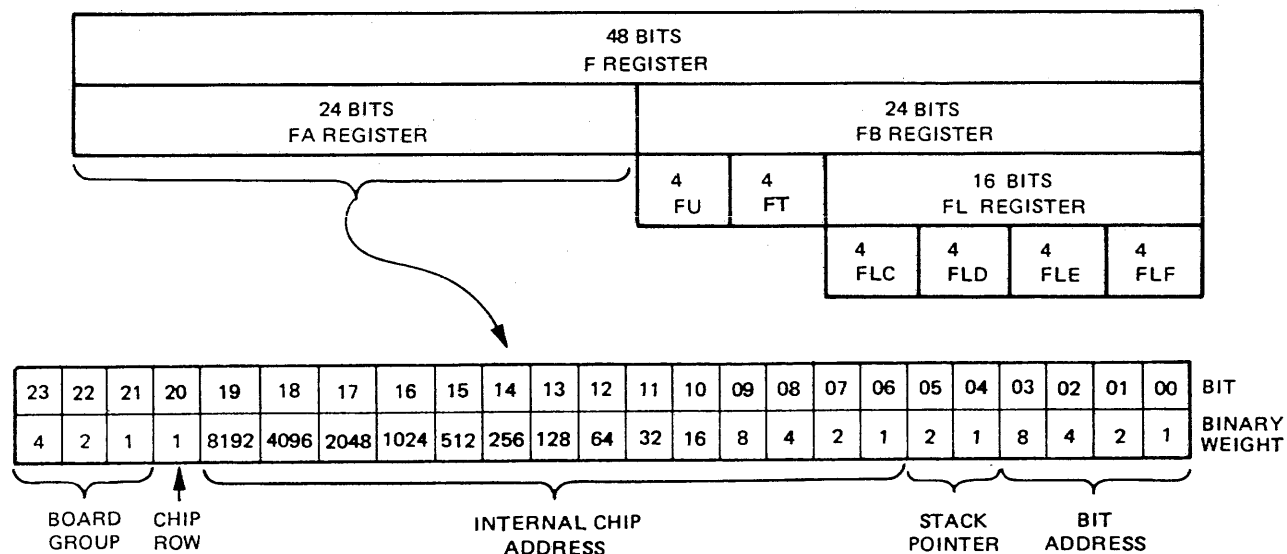 48 BITS
F REGISTER
24 BITS
FA REGISTER
24 BITS
FB REGISTER
4
FU
4
FT
16 BITS
FL REGISTER
4
FLC
4
FLD
4
FLE
4
FLF
23 22 21 20 19 18 17 16 15 14 13 12 11 10 09 08 07 06 05 04 03 02 01 00 BIT
4 2 1 1 8192 4096 2048 1024 512 256 128 64 32 16 8 4 2 1 2 1 8 4 2 1 BINARY
WEIGHT
BOARD
GROUP
CHIP
ROW
INTERNAL CHIP
ADDRESS
STACK
POINTER
BIT
ADDRESS